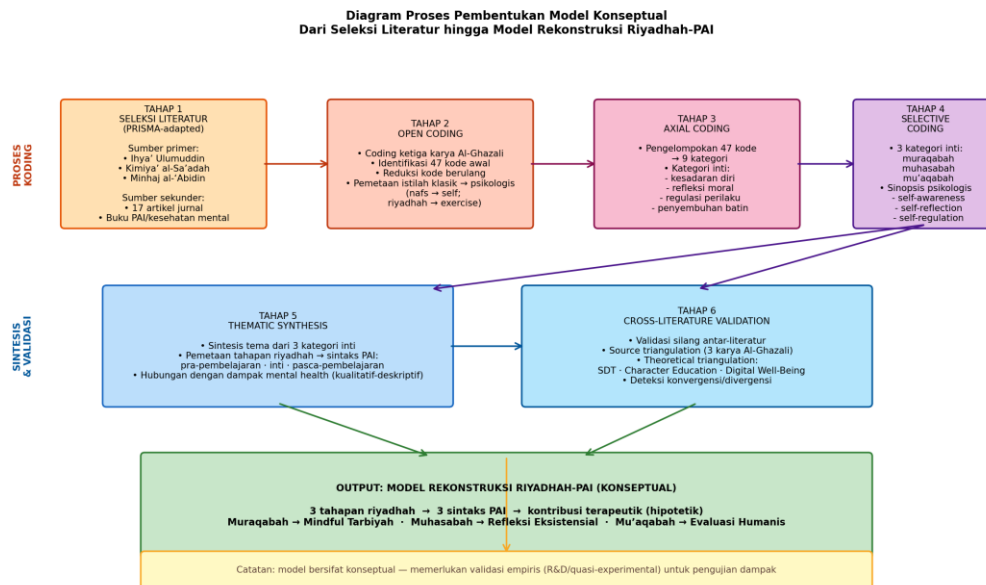 Diagram Proses Pembentukan Model Konseptual
Dari Seleksi Literatur hingga Model Rekonstruksi Riyadhah-PAI
PROSES
KODING
TAHAP 1
SELEKSI LITERATUR
(PRISMA-adapted)
Sumber primer:
• Ihya’ Ulumuddin
• Kimiya’ al-Sa’adah
• Minhaj al-‘Abidin
Sumber sekunder:
• 17 artikel jurnal
• Buku PAI/kesehatan mental
TAHAP 2
OPEN CODING
• Coding ketiga karya Al-Ghazali
• Identifikasi 47 kode awal
• Reduksi kode berulang
• Pemetaan istilah klasik → psikologis
(nafs → self;
riyadhah → exercise)
TAHAP 3
AXIAL CODING
• Pengelompokan 47 kode
→ 9 kategori
• Kategori inti:
- kesadaran diri
- refleksi moral
- regulasi perilaku
- penyembuhan batin
TAHAP 4
SELECTIVE
CODING
• 3 kategori inti:
muraqabah
muhasabah
mu’aqabah
• Sinopsis psikologis
- self-awareness
- self-reflection
- self-regulation
SINTESIS
& VALIDASI
TAHAP 5
THEMATIC SYNTHESIS
• Sintesis tema dari 3 kategori inti
• Pemetaan tahapan riyadhah → sintaks PAI:
pra-pembelajaran · inti · pasca-pembelajaran
• Hubungan dengan dampak mental health (kualitatif-deskriptif)
TAHAP 6
CROSS-LITERATURE VALIDATION
• Validasi silang antar-literatur
• Source triangulation (3 karya Al-Ghazali)
• Theoretical triangulation:
SDT · Character Education · Digital Well-Being
• Deteksi konvergensi/divergensi
OUTPUT: MODEL REKONSTRUKSI RIYADHAH-PAI (KONSEPTUAL)
3 tahapan riyadhah → 3 sintaks PAI → kontribusi terapeutik (hipotetik)
Muraqabah → Mindful Tarbiyah · Muhasabah → Refleksi Eksistensial · Mu’aqabah → Evaluasi Humanis
Catatan: model bersifat konseptual — memerlukan validasi empiris (R&D/quasi-experimental) untuk pengujian dampak